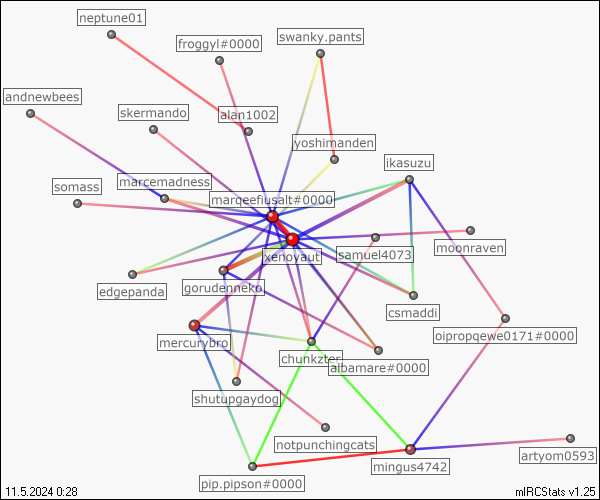 neptune01
froggyl#0000
swanky.pants
andnewbees
skermando
alan1002
yoshimanden
ikasuzu
somass
marcemadness
marqeefiusalt#0000
xenoyaut
samuel4073
moonraven
edgepanda
gorudenneko
csmaddi
oipropqewe0171#0000
mercurybro
chunkzter
albamare#0000
shutupgaydog
notpunchingcats
artyom0593
mingus4742
pip.pipson#0000
11.5.2024 0:28
mIRCStats v1.25